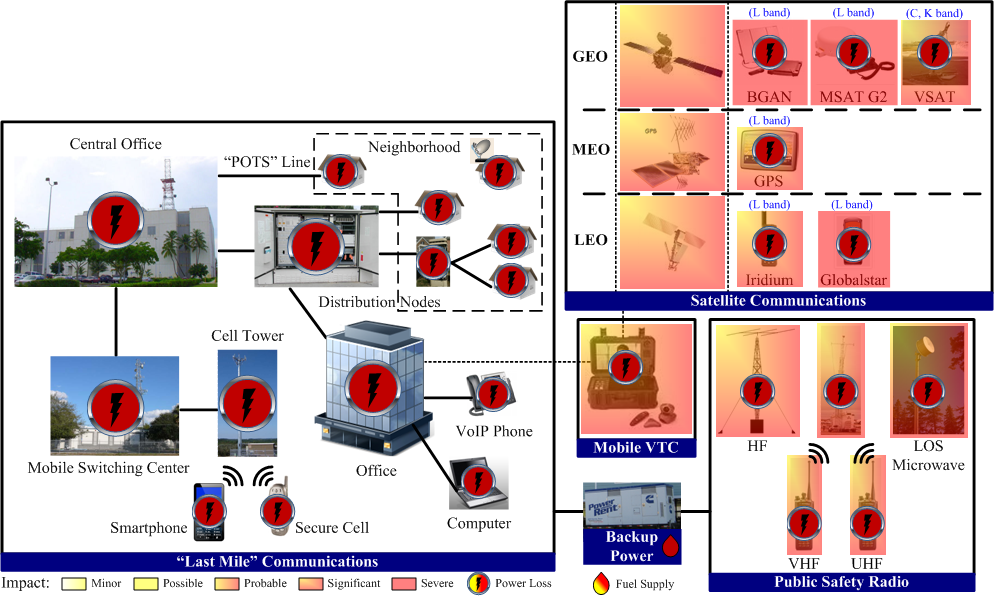 (L band) (L band) (C, K band)
GEO
BGAN MSAT G2 VSAT
(L band)
GPS
MEO
GPS
(L band) (L band)
LEO
Iridium Globalstar
Satellite Communications
Central Office
"POTS" Line
Neighborhood
Distribution Nodes
Cell Tower
Mobile Switching Center
Office
VoIP Phone
Smartphone
Secure Cell
Computer
"Last Mile" Communications
Mobile VTC
Power
Rent
Backup
Power
HF
LOS
Microwave
VHF UHF
Public Safety Radio
Impact: Minor Possible Probable Significant Severe Power Loss Fuel Supply